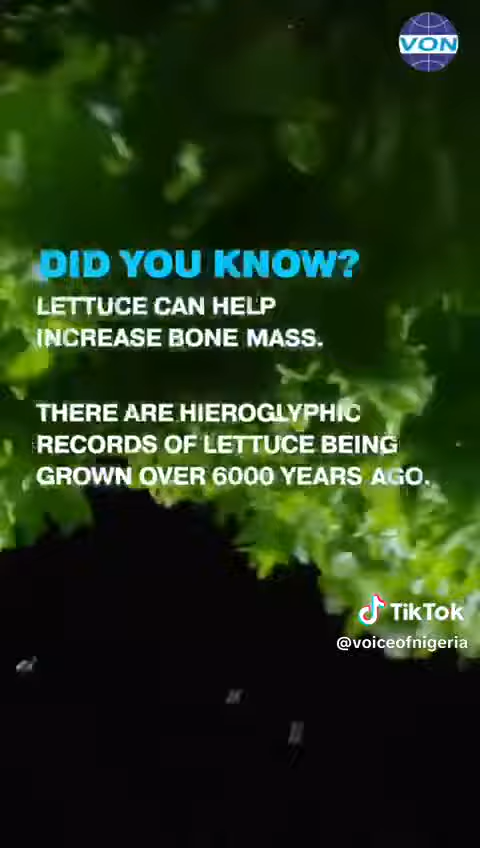 VON
DID YOU KNOW?
LETTUCE CAN HELP
INCREASE BONE MASS.
THERE ARE HIEROGLYPHIC
RECORDS OF LETTUCE BEING
GROWN OVER 6000 YEARS AGO.
TikTok
@voiceofnigeria